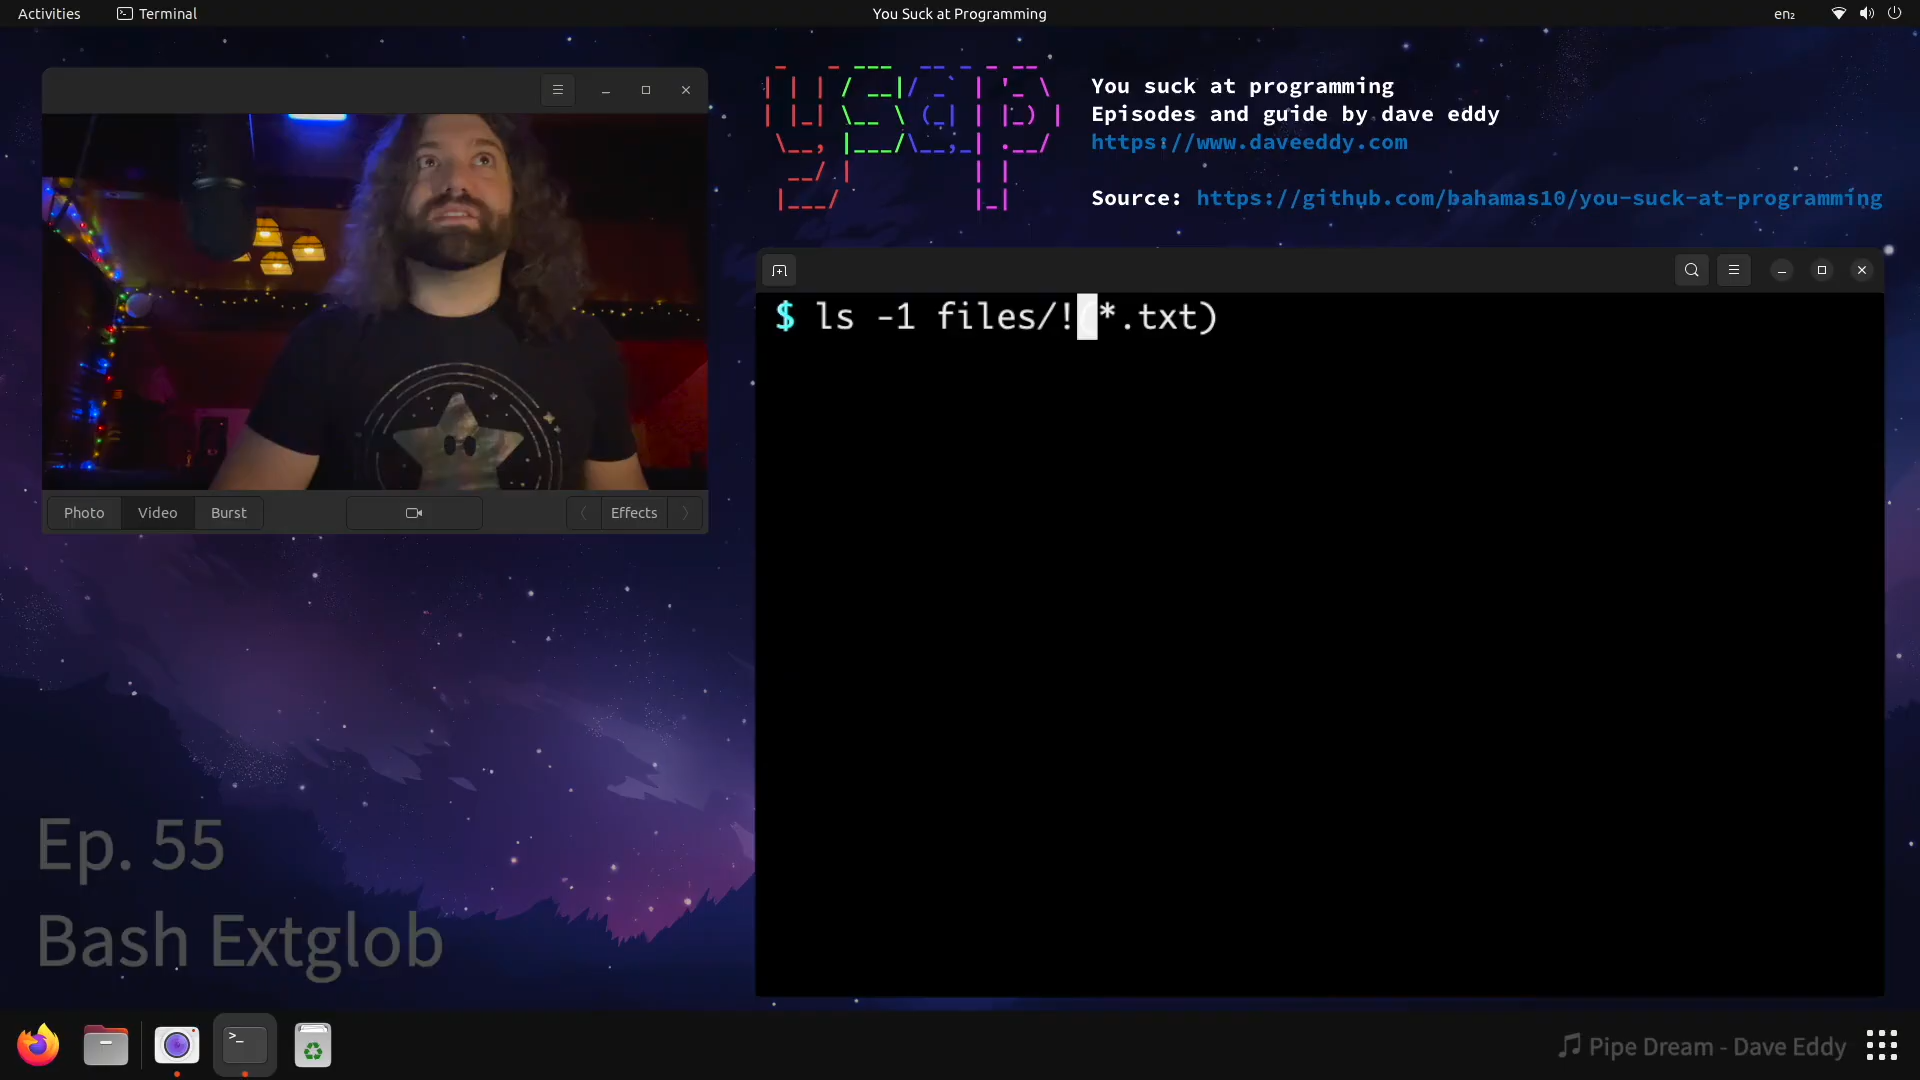 Activities
Terminal
You Suck at Programming
en₂
You suck at programming
Episodes and guide by dave eddy
https://www.daveeddy.com
Source: https://github.com/bahamas10/you-suck-at-programming
$ ls -1 files/!(*.txt)
Photo
Video
Burst
Effects
Ep. 55
Bash Extglob
Pipe Dream - Dave Eddy